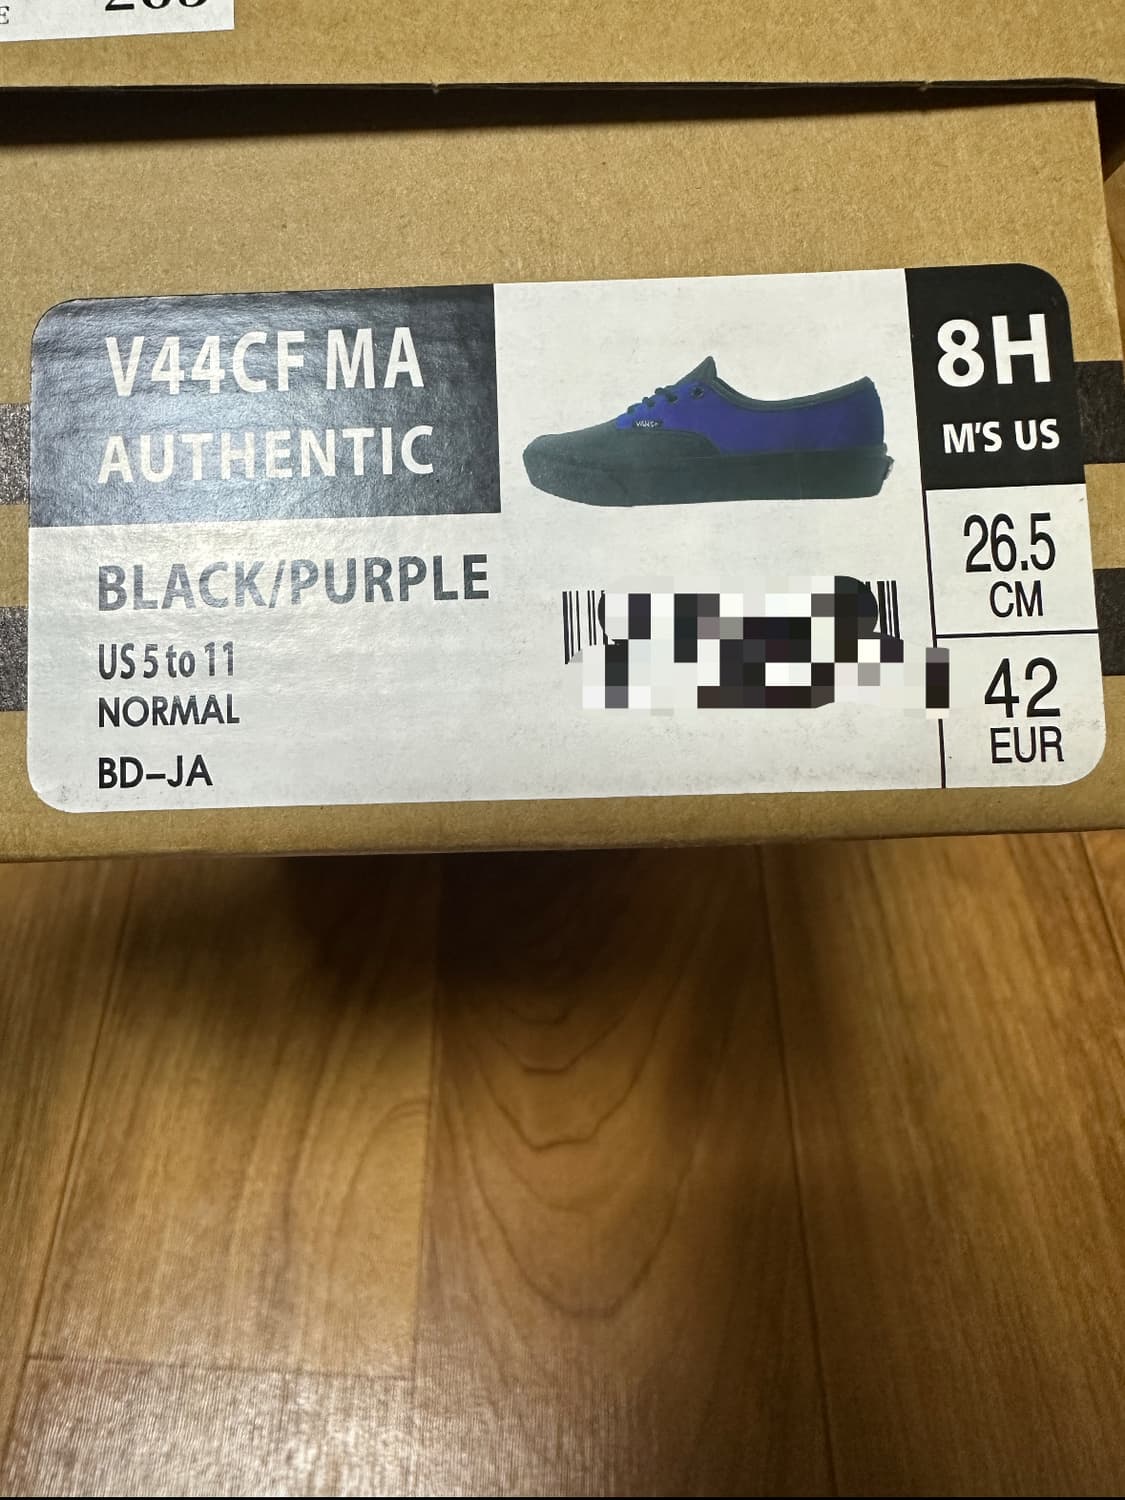 V44CF MA
AUTHENTIC
BLACK/PURPLE
US 5 to 11
NORMAL
BD-JA
VANS
8H
M'S US
26.5
CM
42
EUR